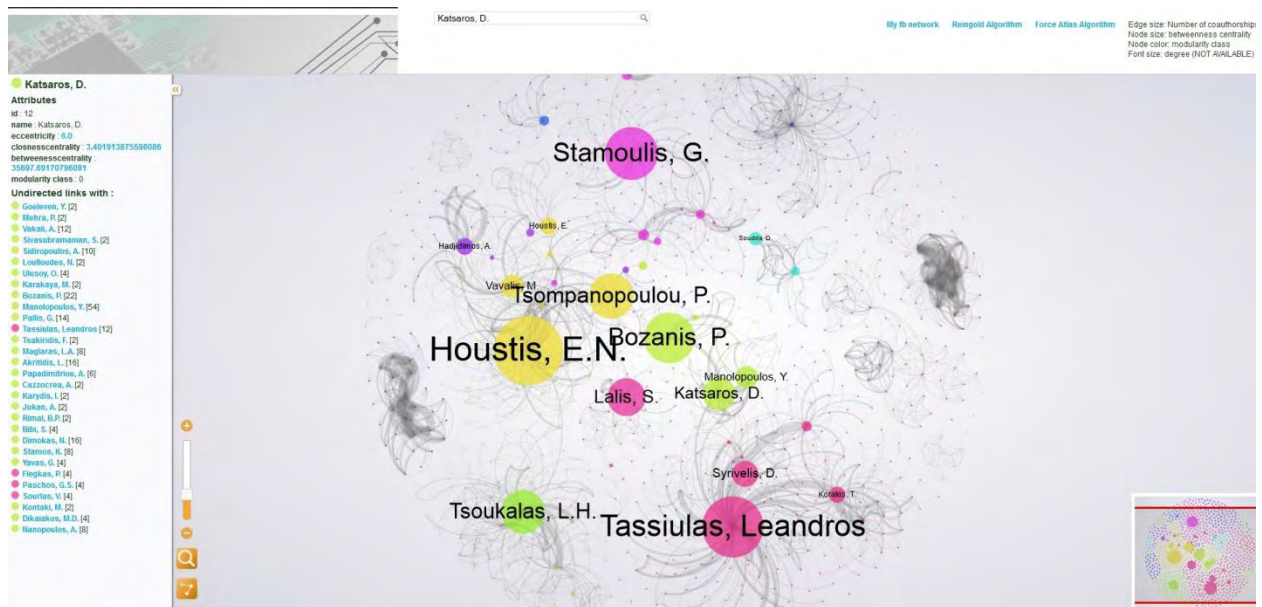 Katsaros, D.
My fb network
Reingold Algorithm
Force Atlas Algorithm
Edge size: Number of coauthorships
Node size: betweenness centrality
Node color: modularity class
Font size: degree (NOT AVAILABLE)
Katsaros, D.
Attributes
id : 12
name : Katsaros, D.
eccentricity : 6.0
closnesscentrality : 3.401913875598086
betweenesscentrality :
35697.69170796091
modularity class : 0
Undirected links with :
Goeleven, Y. [2]
Mehra, P. [2]
Vakali, A. [12]
Sivasubramanian, S. [2]
Sidiropoulos, A. [10]
Loulloudes, N. [2]
Ulusoy, O. [4]
Karakaya, M. [2]
Bozanis, P. [22]
Manolopoulos, Y. [54]
Pallis, G. [14]
Tassiulas, Leandros [12]
Tsakiridis, F. [2]
Maglaras, L.A. [8]
Akritidis, L. [16]
Papadimitriou, A. [6]
Cuzzocrea, A. [2]
Karydis, I. [2]
Jukan, A. [2]
Rimal, B.P. [2]
Bibi, S. [4]
Dimokas, N. [16]
Stamos, K. [8]
Yavas, G. [4]
Flegkas, P. [4]
Paschos, G.S. [4]
Sourlas, V. [4]
Kontaki, M. [2]
Dikaiakos, M.D. [4]
Nanopoulos, A. [8]
Stamoulis, G.
Houstis, E.
Hadjidimos, A.
Vavalis, M.
Tsompanopoulou, P.
Houstis, E.N.
Bozanis, P.
Manolopoulos, Y.
Lalis, S.
Katsaros, D.
Syrivelis, D.
Korakis, T.
Tsoukalas, L.H.
Tassiulas, Leandros